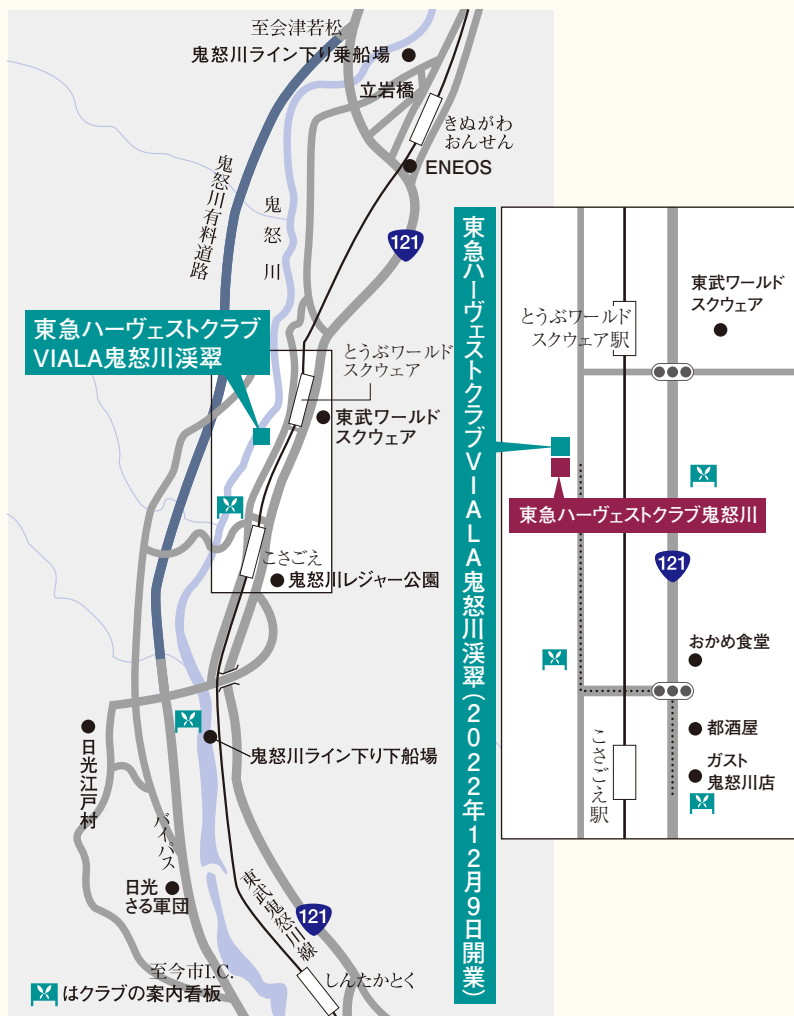 至会津若松
鬼怒川ライン下り乗船場
立岩橋
きぬがわ
おんせん
ENEOS
鬼怒川有料道路
鬼怒川
121
東急ハーヴェストクラブ
VIALA鬼怒川渓翠
とうぶワールド
スクウェア
東武ワールド
スクウェア
こさごえ
鬼怒川レジャー公園
鬼怒川ライン下り下船場
日光江戸村
バイパス
日光
さる軍団
東武鬼怒川線
121
至今市I.C.
しんたかとく
はクラブの案内看板
東急ハーヴェストクラブVIALA鬼怒川渓翠(2022年12月9日開業)
東武ワールド
スクウェア
とうぶワールド
スクウェア駅
東急ハーヴェストクラブ鬼怒川
121
おかめ食堂
都酒屋
こさごえ駅
ガスト
鬼怒川店